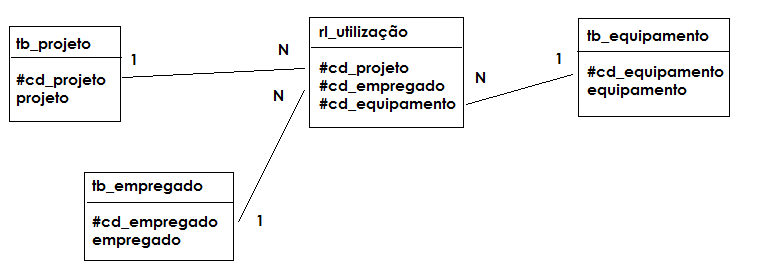 tb_projeto
#cd_projeto
projeto
1
N
rl_utilização
#cd_projeto
#cd_empregado
#cd_equipamento
N
N
1
tb_equipamento
#cd_equipamento
equipamento
tb_empregado
#cd_empregado
empregado
1